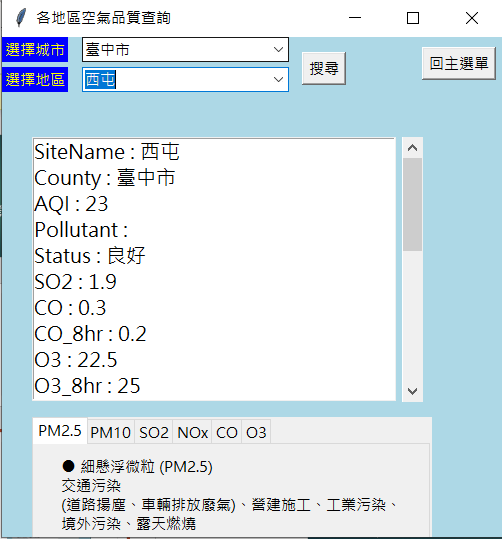 各地區空氣品質查詢
選擇城市 臺中市
選擇地區 西屯
搜尋
回主選單
SiteName : 西屯
County : 臺中市
AQI : 23
Pollutant :
Status : 良好
SO2 : 1.9
CO : 0.3
CO_8hr : 0.2
O3 : 22.5
O3_8hr : 25
PM2.5 PM10 SO2 NOx CO O3
● 細懸浮微粒 (PM2.5)
交通污染
(道路揚塵、車輛排放廢氣)、營建施工、工業污染、
境外污染、露天燃燒